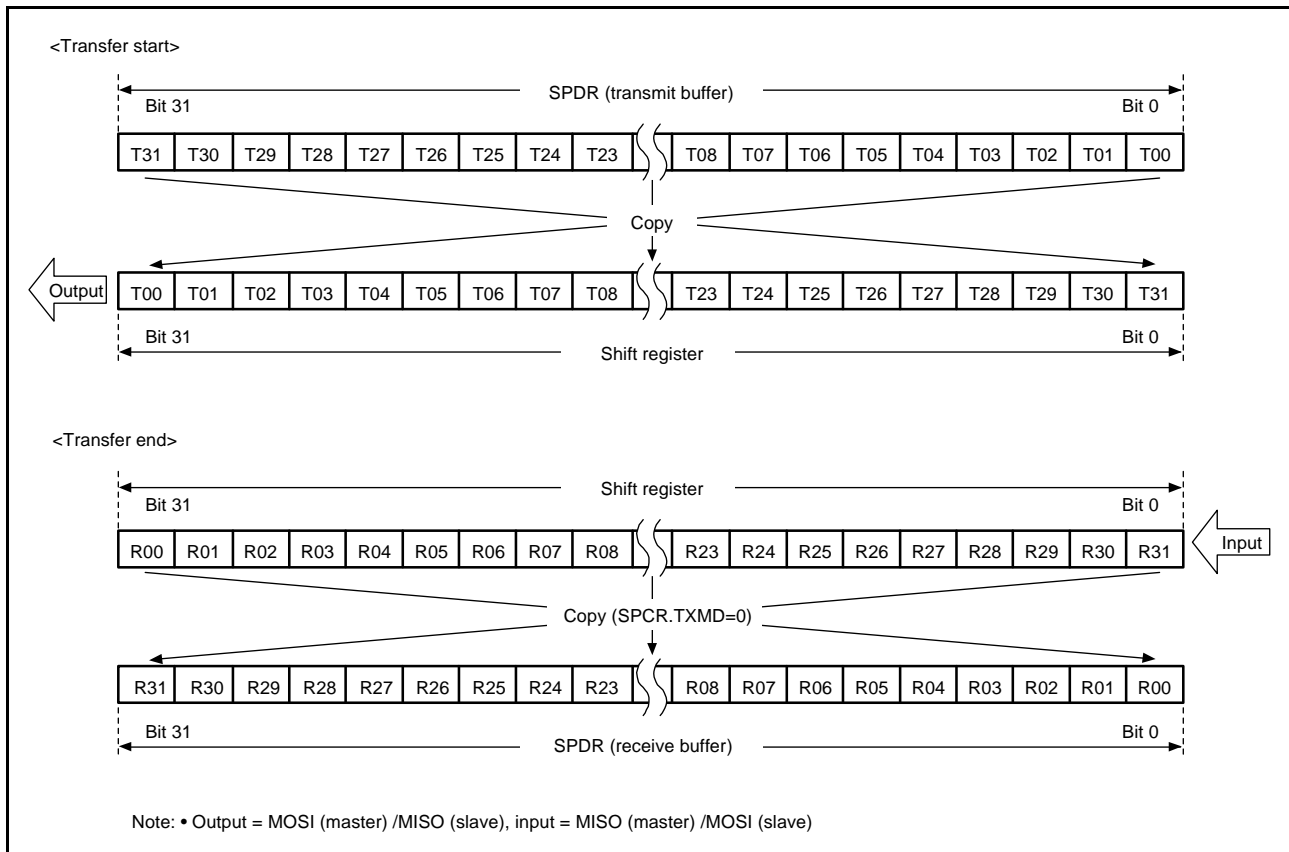 <Transfer start>
SPDR (transmit buffer)
Bit 31 Bit 0
T31 T30 T29 T28 T27 T26 T25 T24 T23 T08 T07 T06 T05 T04 T03 T02 T01 T00
Copy
Output T00 T01 T02 T03 T04 T05 T06 T07 T08 T23 T24 T25 T26 T27 T28 T29 T30 T31
Bit 31 Bit 0
Shift register
<Transfer end>
Shift register
Bit 31 Bit 0
R00 R01 R02 R03 R04 R05 R06 R07 R08 R23 R24 R25 R26 R27 R28 R29 R30 R31 Input
Copy (SPCR.TXMD=0)
R31 R30 R29 R28 R27 R26 R25 R24 R23 R08 R07 R06 R05 R04 R03 R02 R01 R00
Bit 31 Bit 0
SPDR (receive buffer)
Note: • Output = MOSI (master) /MISO (slave), input = MISO (master) /MOSI (slave)